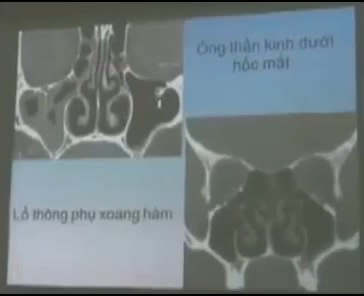 Ống thần kinh dưới
hốc mắt
Lỗ thông phụ xoang hàm